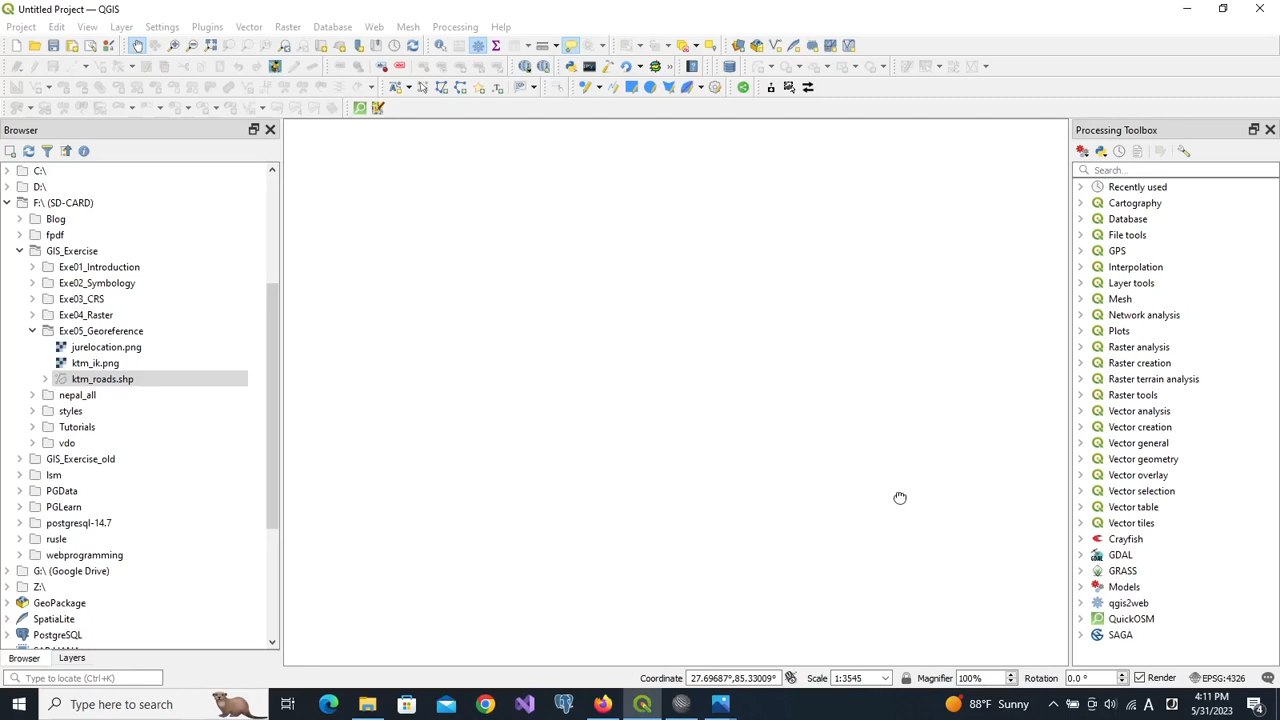 Untitled Project — QGIS
Project Edit View Layer Settings Plugins Vector Raster Database Web Mesh Processing Help
Browser
C:\
D:\
F:\ (SD-CARD)
Blog
fpdf
GIS_Exercise
Exe01_Introduction
Exe02_Symbology
Exe03_CRS
Exe04_Raster
Exe05_Georeference
jurelocation.png
ktm_ik.png
ktm_roads.shp
nepal_all
styles
Tutorials
vdo
GIS_Exercise_old
lsm
PGData
PGLearn
postgresql-14.7
rusle
webprogramming
G:\ (Google Drive)
Z:\
GeoPackage
SpatiaLite
PostgreSQL
Browser Layers
Processing Toolbox
Search...
Recently used
Cartography
Database
File tools
GPS
Interpolation
Layer tools
Mesh
Network analysis
Plots
Raster analysis
Raster creation
Raster terrain analysis
Raster tools
Vector analysis
Vector creation
Vector general
Vector geometry
Vector overlay
Vector selection
Vector table
Vector tiles
Crayfish
GDAL
GRASS
Models
qgis2web
QuickOSM
SAGA
Type to locate (Ctrl+K) Coordinate 27.69687°,85.33009° Scale 1:3545 Magnifier 100% Rotation 0.0 ° Render EPSG:4326
Type here to search 88°F Sunny 4:11 PM
5/31/2023